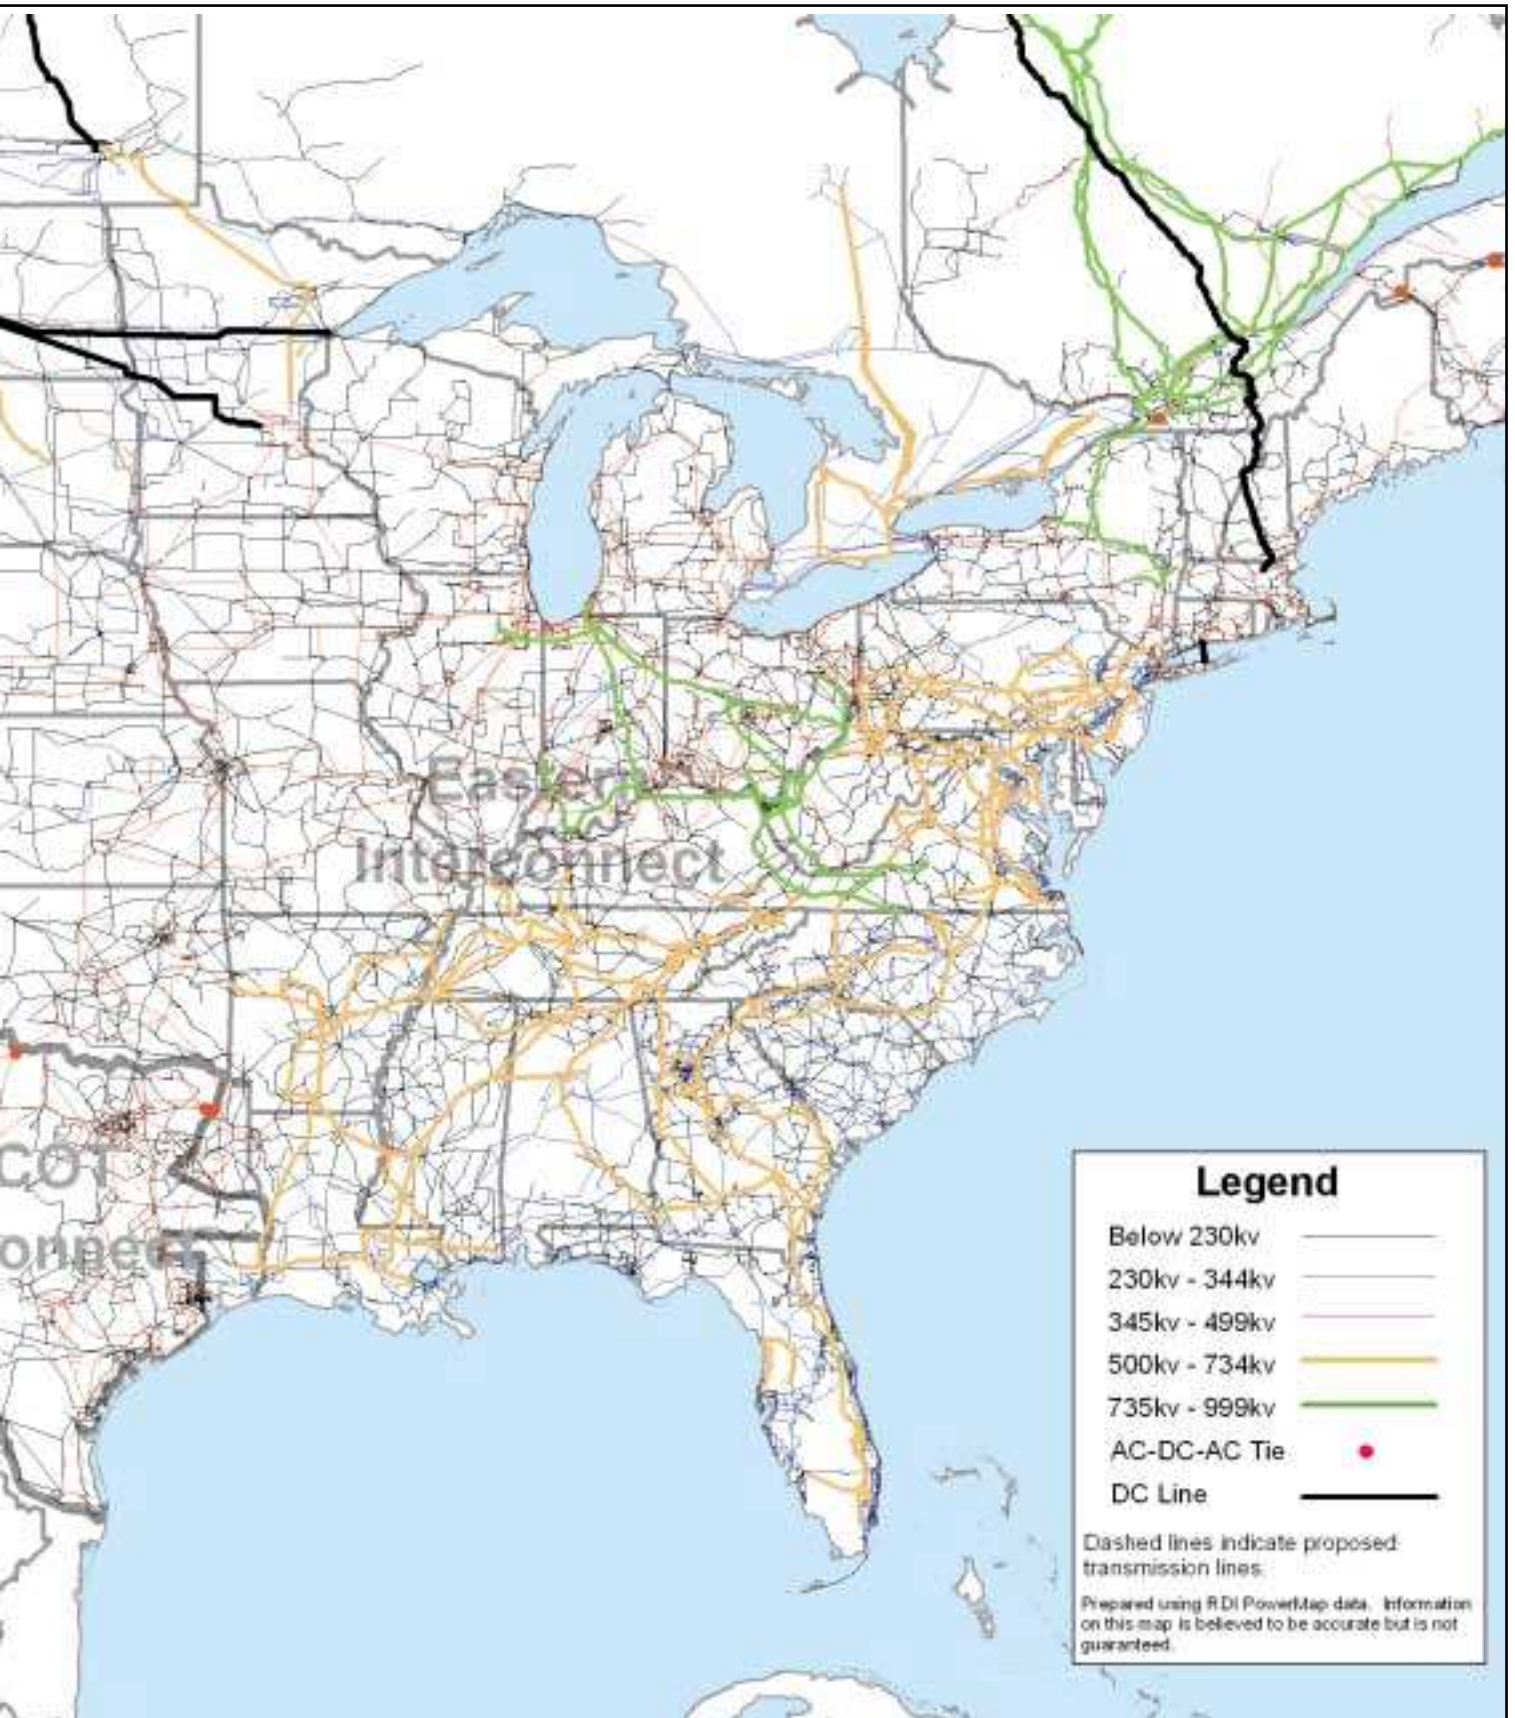 Eastern
Interconnect
COT
onnect
Legend
Below 230kv
230kv - 344kv
345kv - 499kv
500kv - 734kv
735kv - 999kv
AC-DC-AC Tie
DC Line
Dashed lines indicate proposed
transmission lines.
Prepared using RDI PowerMap data. Information
on this map is believed to be accurate but is not
guaranteed.